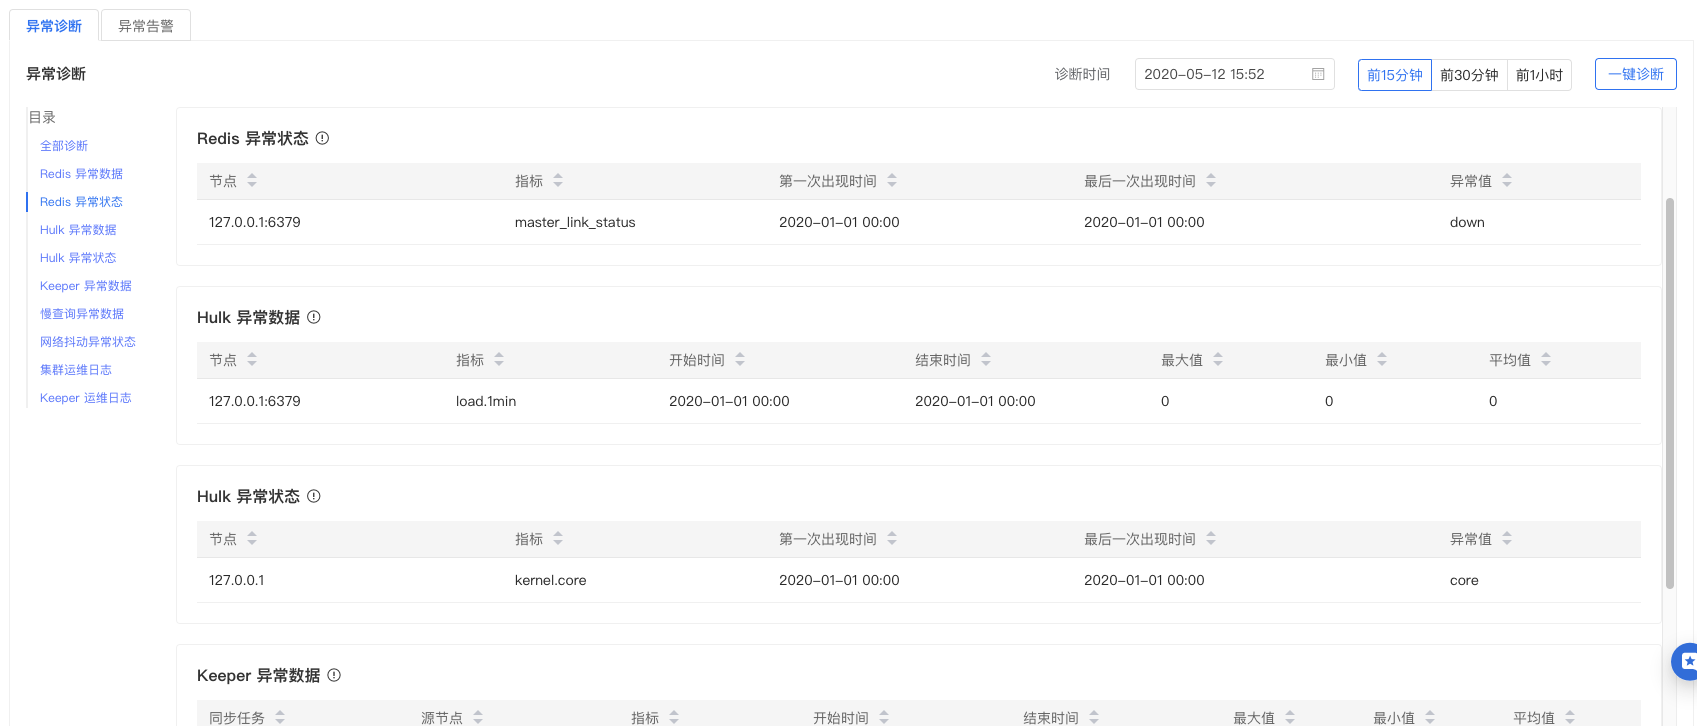 异常诊断 异常告警
异常诊断 诊断时间 2020-05-12 15:52 前15分钟 前30分钟 前1小时 一键诊断
目录
全部诊断
Redis 异常数据
Redis 异常状态
Hulk 异常数据
Hulk 异常状态
Keeper 异常数据
慢查询异常数据
网络抖动异常状态
集群运维日志
Keeper 运维日志
Redis 异常状态
节点 指标 第一次出现时间 最后一次出现时间 异常值
127.0.0.1:6379 master_link_status 2020-01-01 00:00 2020-01-01 00:00 down
Hulk 异常数据
节点 指标 开始时间 结束时间 最大值 最小值 平均值
127.0.0.1:6379 load.1min 2020-01-01 00:00 2020-01-01 00:00 0 0 0
Hulk 异常状态
节点 指标 第一次出现时间 最后一次出现时间 异常值
127.0.0.1 kernel.core 2020-01-01 00:00 2020-01-01 00:00 core
Keeper 异常数据
同步任务 源节点 指标 开始时间 结束时间 最大值 最小值 平均值